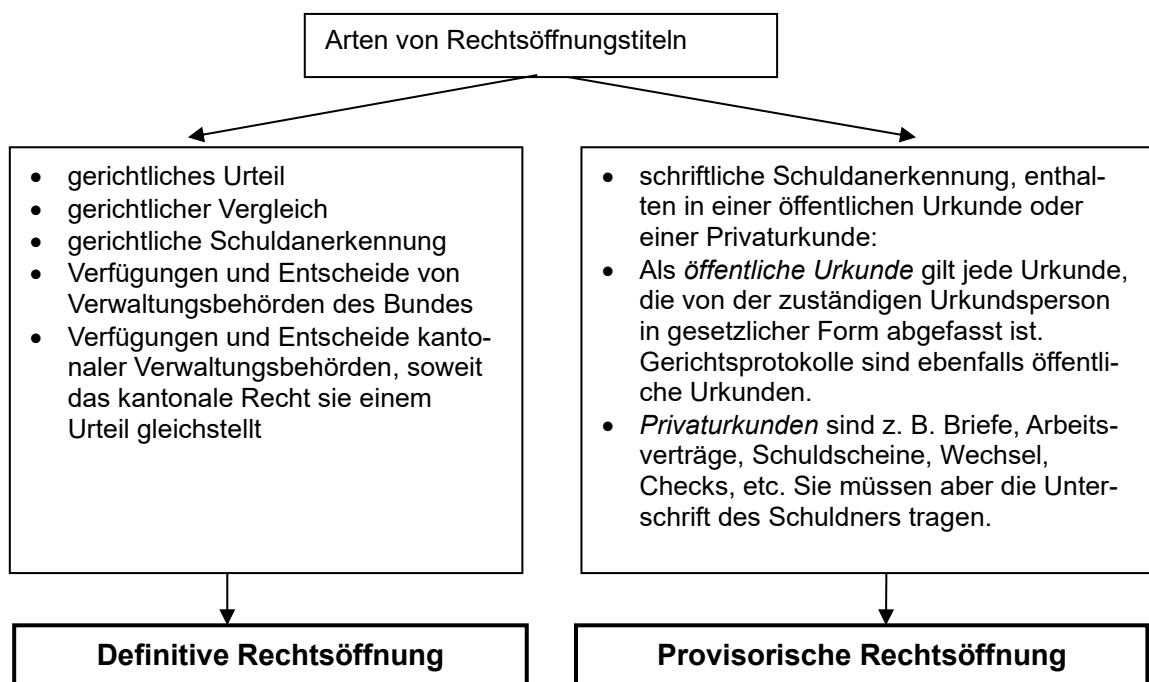 Arten von Rechtsöffnungstiteln
• gerichtliches Urteil
• gerichtlicher Vergleich
• gerichtliche Schuldanerkennung
• Verfügungen und Entscheide von
Verwaltungsbehörden des Bundes
• Verfügungen und Entscheide kanto-
naler Verwaltungsbehörden, soweit
das kantonale Recht sie einem
Urteil gleichstellt
• schriftliche Schuldanerkennung, enthal-
ten in einer öffentlichen Urkunde oder
einer Privaturkunde:
• Als öffentliche Urkunde gilt jede Urkunde,
die von der zuständigen Urkundsperson
in gesetzlicher Form abgefasst ist.
Gerichtsprotokolle sind ebenfalls öffentli-
che Urkunden.
• Privaturkunden sind z. B. Briefe, Arbeits-
verträge, Schuldscheine, Wechsel,
Checks, etc. Sie müssen aber die Unter-
schrift des Schuldners tragen.
Definitive Rechtsöffnung
Provisorische Rechtsöffnung